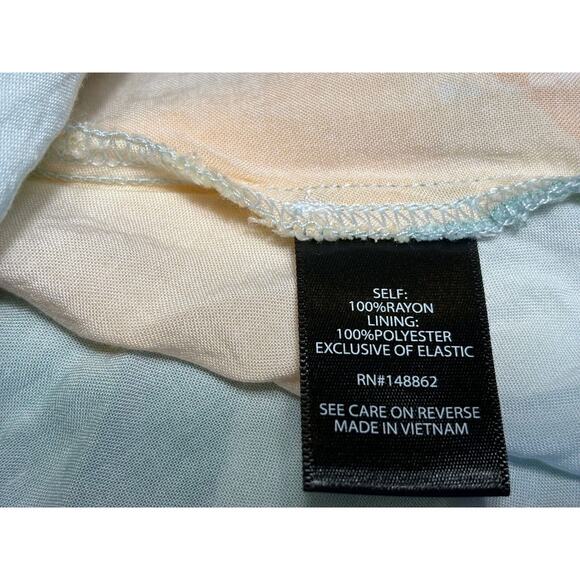 SELF:
100%RAYON
LINING:
100%POLYESTER
EXCLUSIVE OF ELASTIC
RN#148862
SEE CARE ON REVERSE
MADE IN VIETNAM